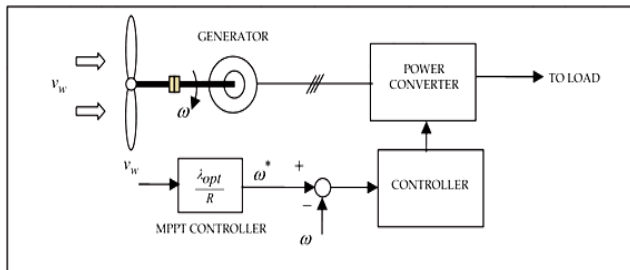 GENERATOR
v_w
ω
POWER
CONVERTER
TO LOAD
v_w
λ_opt
R
ω*
+
−
ω
CONTROLLER
MPPT CONTROLLER